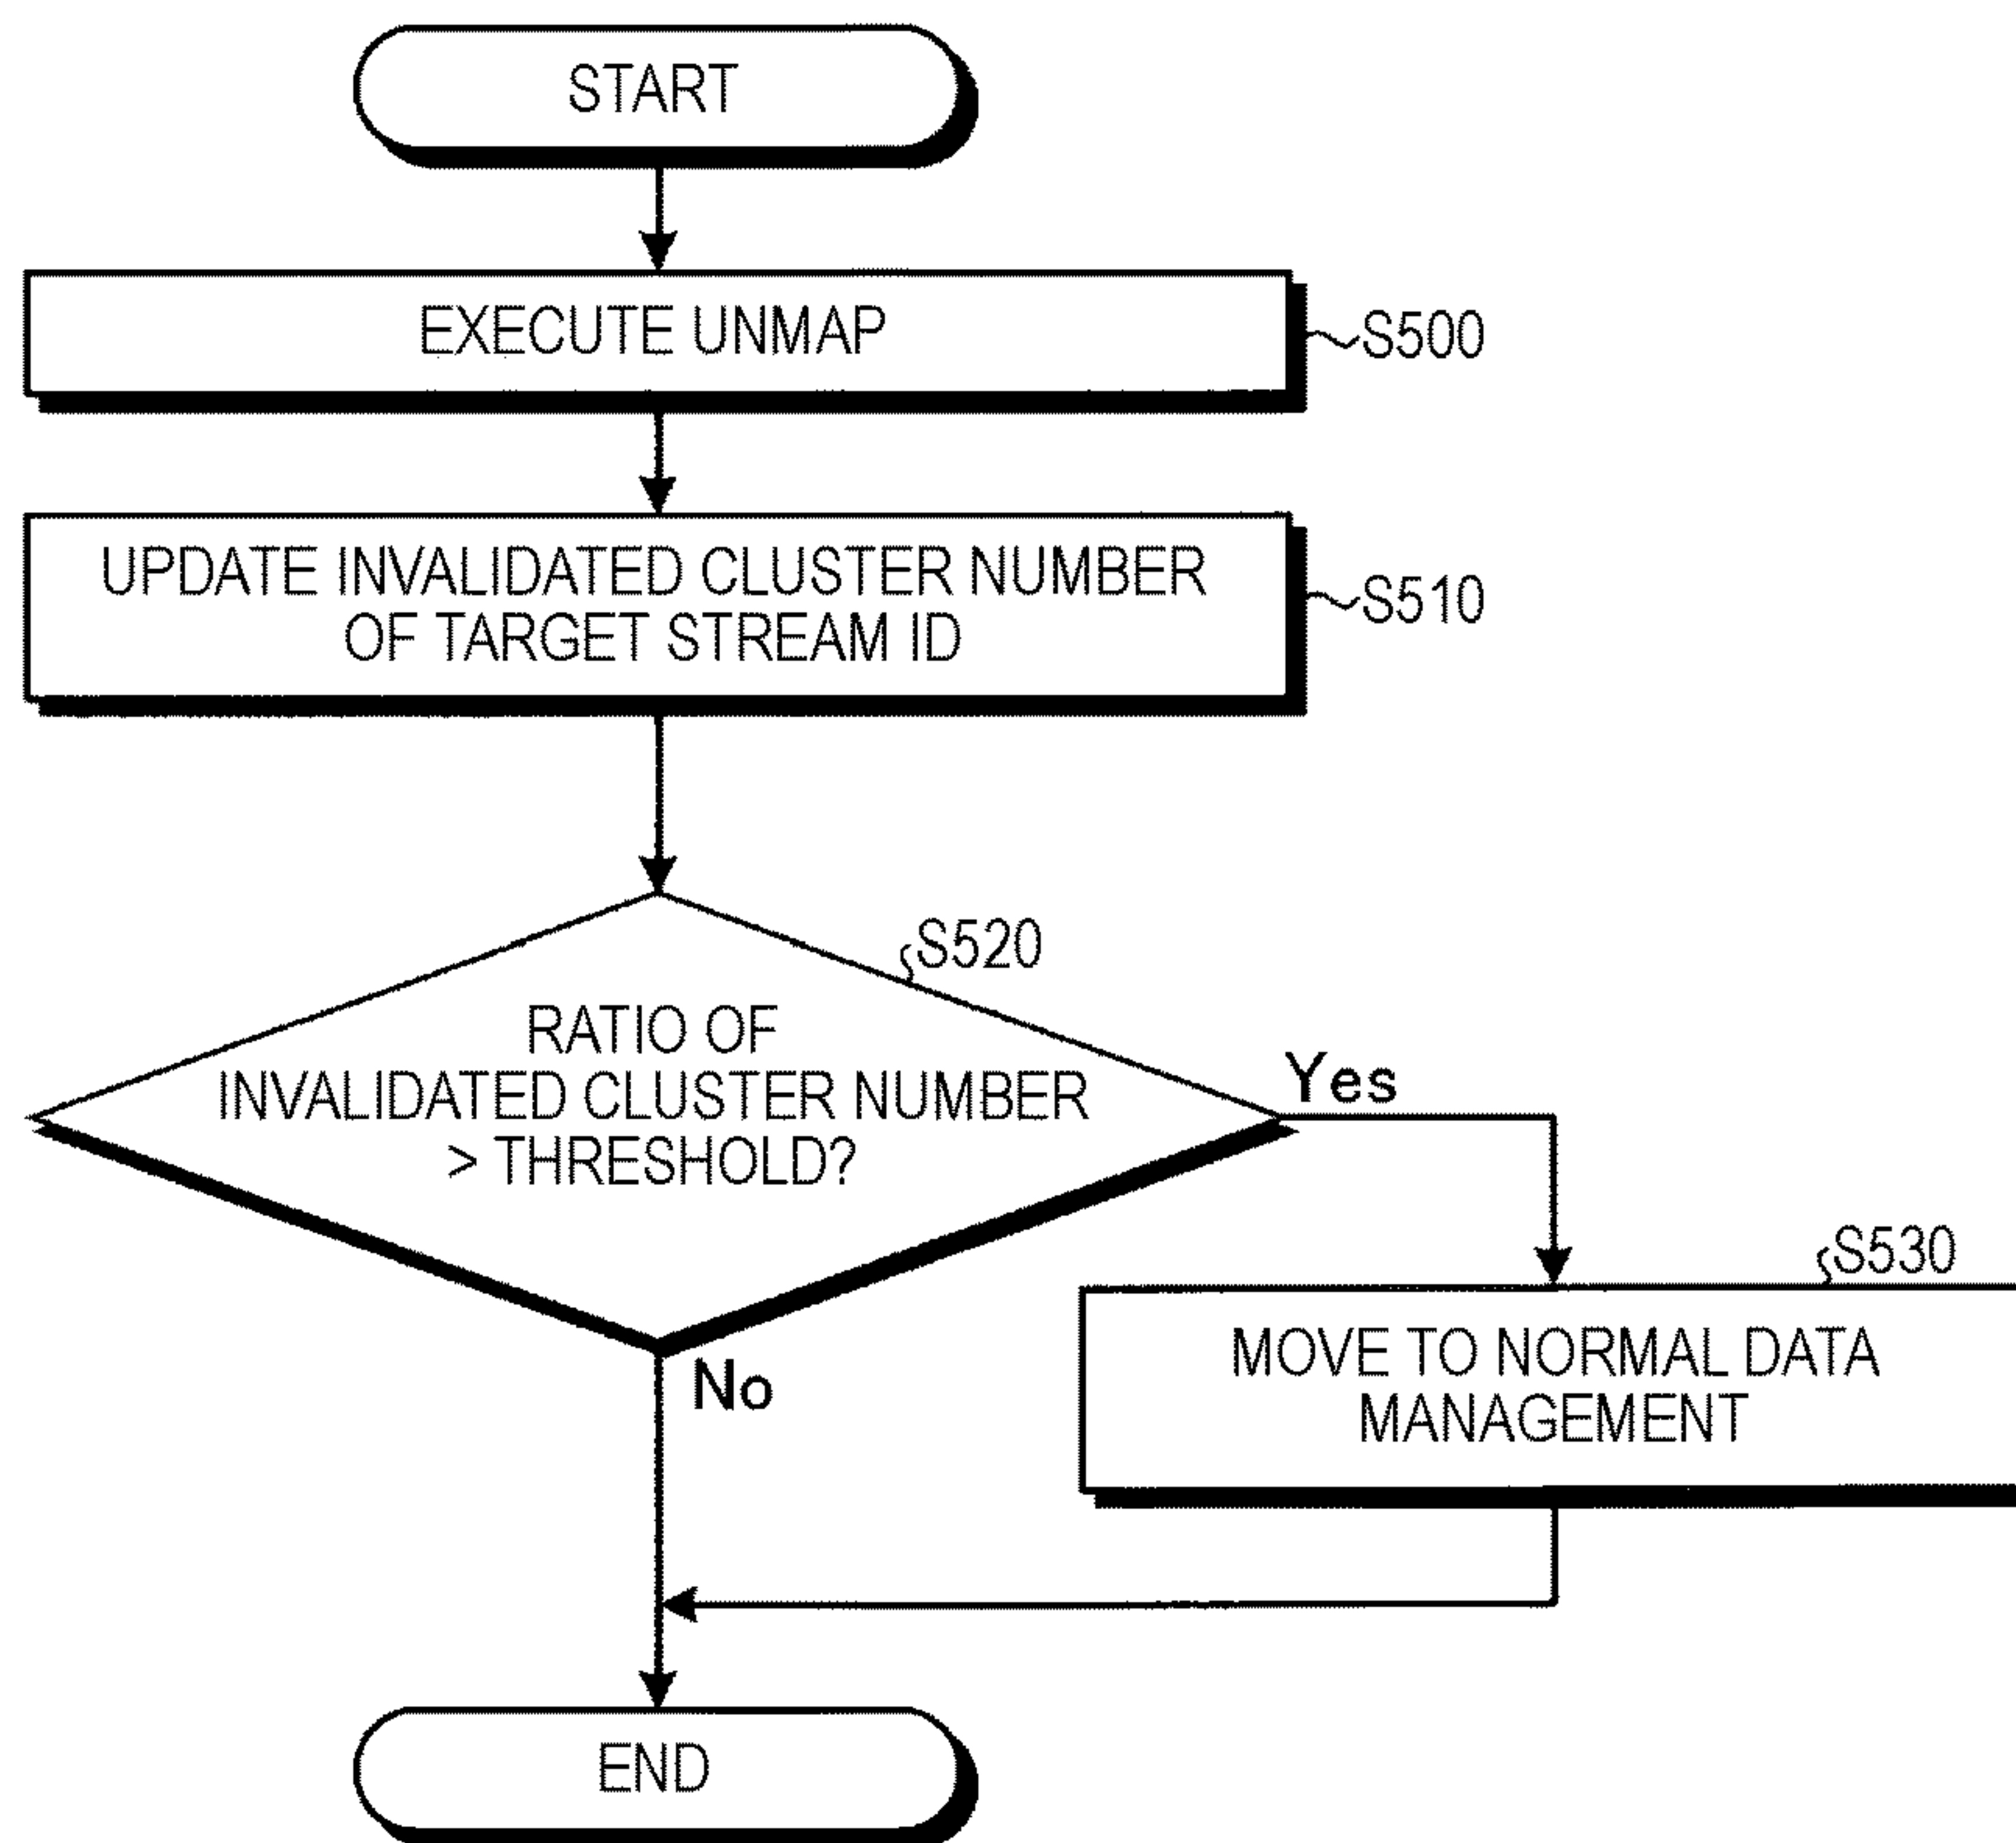 START
EXECUTE UNMAP
S500
UPDATE INVALIDATED CLUSTER NUMBER
OF TARGET STREAM ID
S510
S520
RATIO OF
INVALIDATED CLUSTER NUMBER
> THRESHOLD?
Yes
No
S530
MOVE TO NORMAL DATA
MANAGEMENT
END